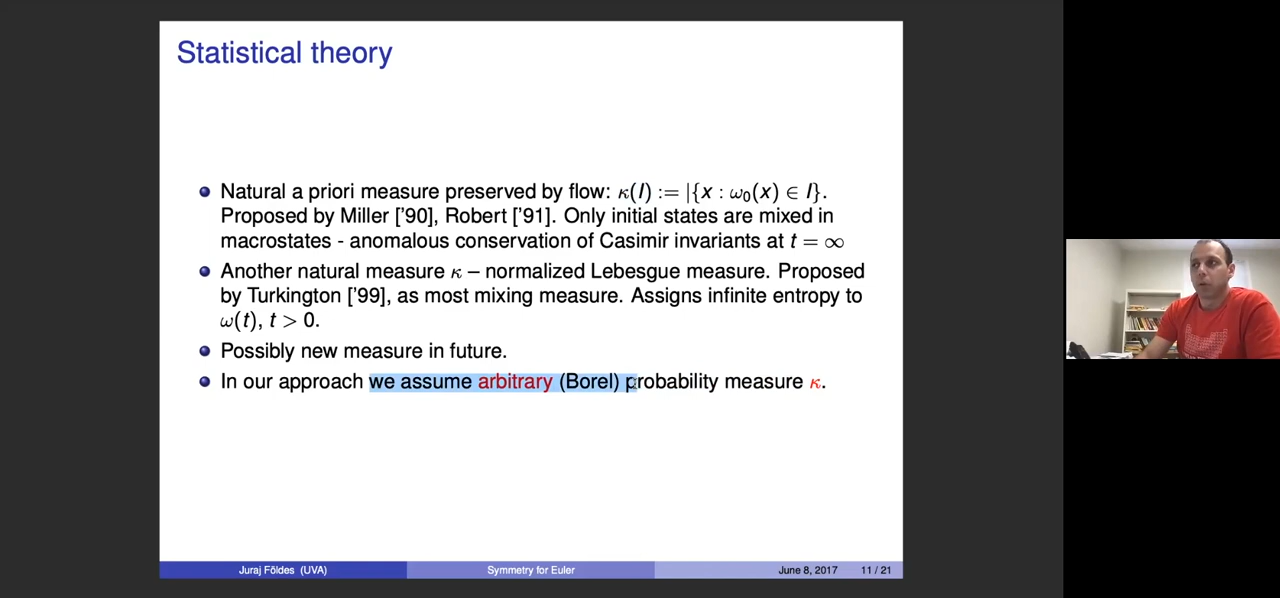 Statistical theory
Natural a priori measure preserved by flow: κ(I) := |{x : ω₀(x) ∈ I}.
Proposed by Miller ['90], Robert ['91]. Only initial states are mixed in
macrostates - anomalous conservation of Casimir invariants at t = ∞
Another natural measure κ – normalized Lebesgue measure. Proposed
by Turkington ['99], as most mixing measure. Assigns infinite entropy to
ω(t), t > 0.
Possibly new measure in future.
In our approach we assume arbitrary (Borel) probability measure κ.
Juraj Földes (UVA) Symmetry for Euler June 8, 2017 11 / 21